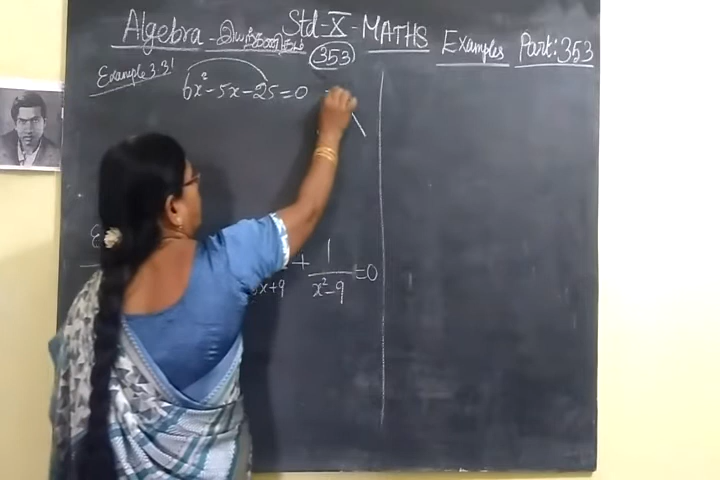 Algebra - இயற்கணிதம் Std - X - MATHS Examples Part: 353
353
Example 3.31
6x² - 5x - 25 = 0
E
x + 9 + 1/(x² - 9) = 0